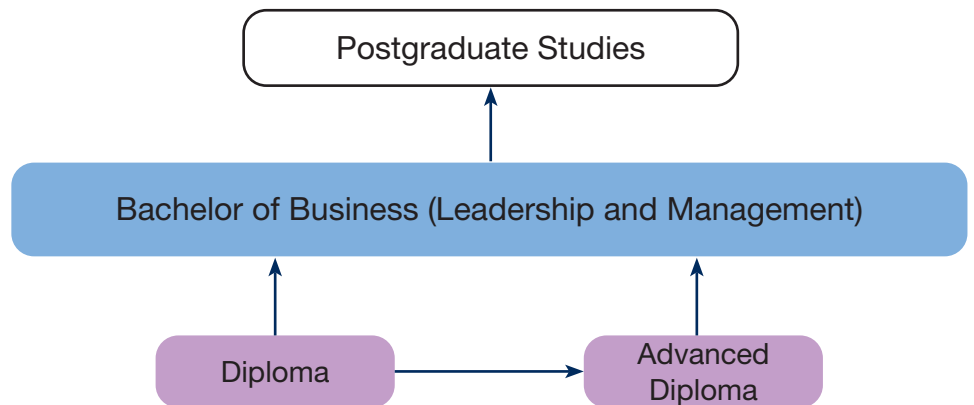 Postgraduate Studies
Bachelor of Business (Leadership and Management)
Diploma
Advanced
Diploma